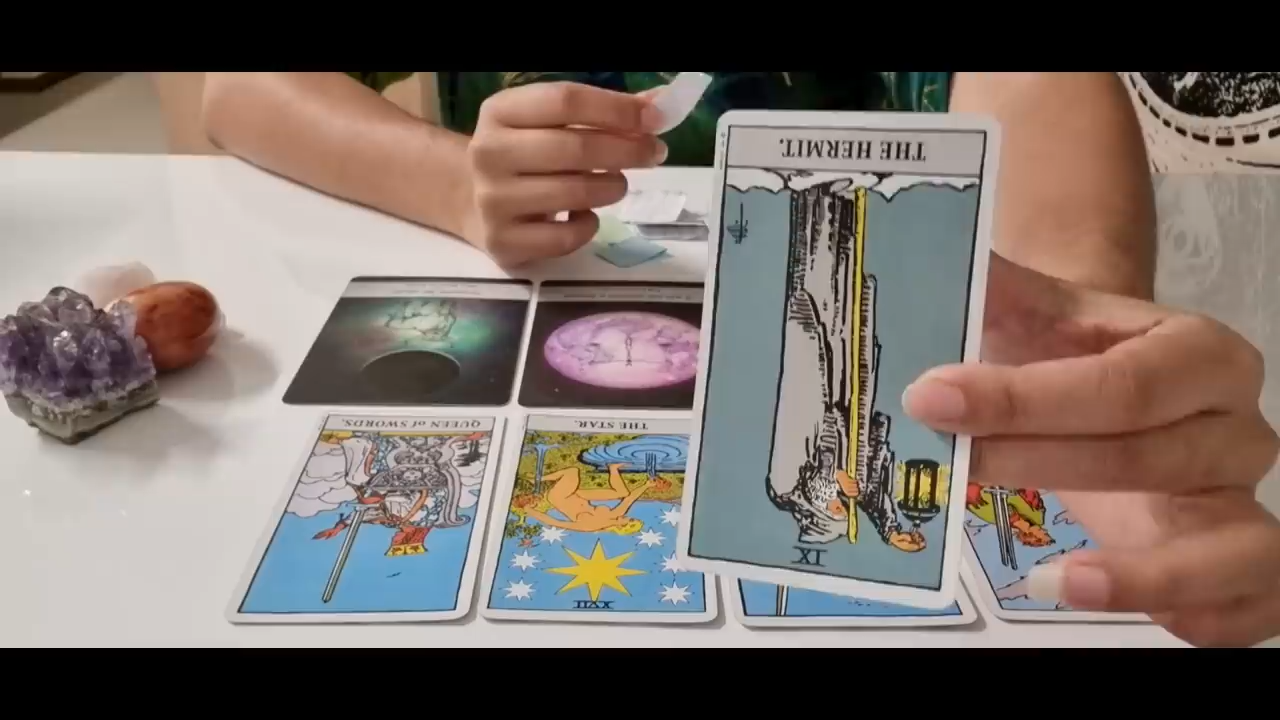 THE HERMIT.
IX
QUEEN of SWORDS.
THE STAR.
XVII